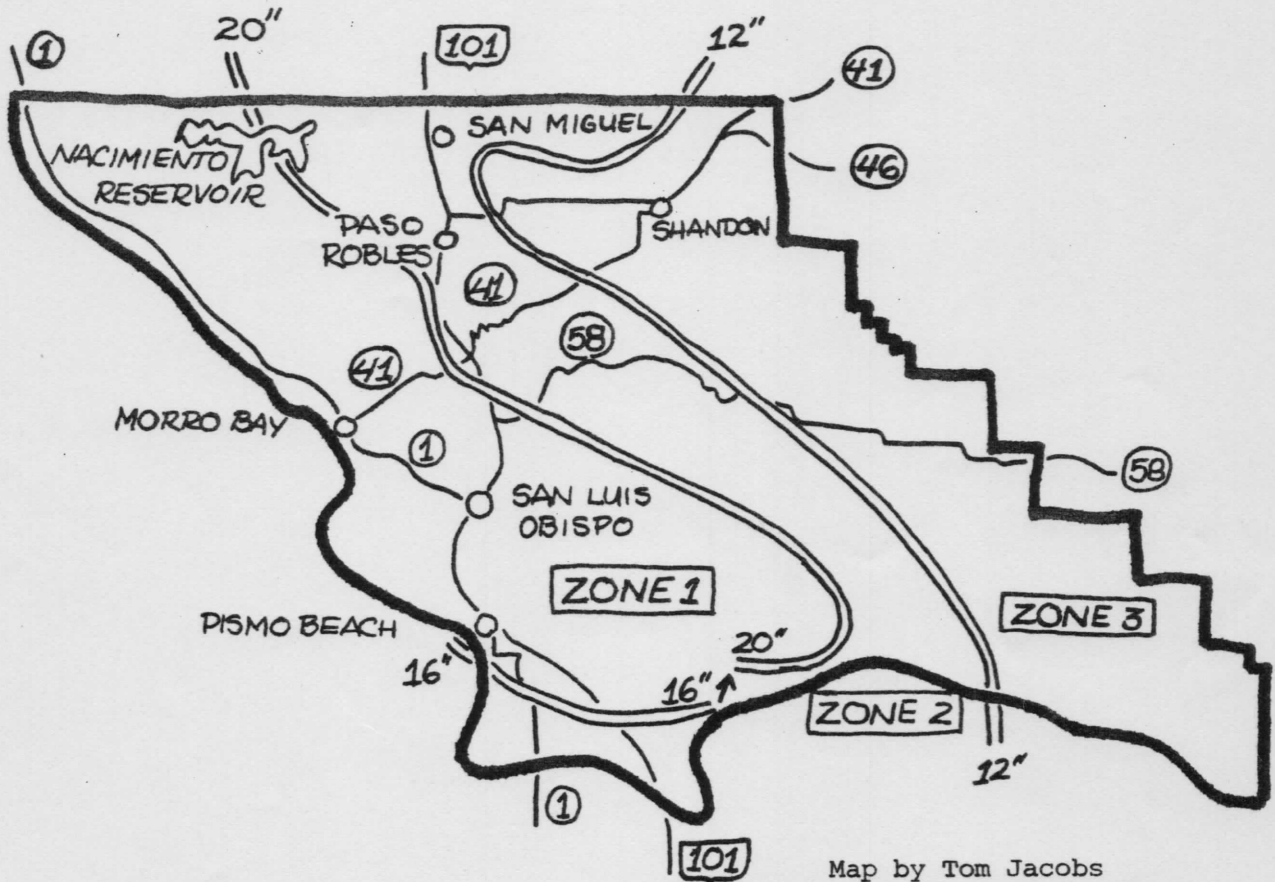 1
20"
101
12"
41
SAN MIGUEL
46
NACIMIENTO
RESERVOIR
PASO
ROBLES
SHANDON
41
58
41
MORRO BAY
1
58
SAN LUIS
OBISPO
ZONE 1
ZONE 3
PISMO BEACH
20"
16"
16"
ZONE 2
12"
1
101
Map by Tom Jacobs